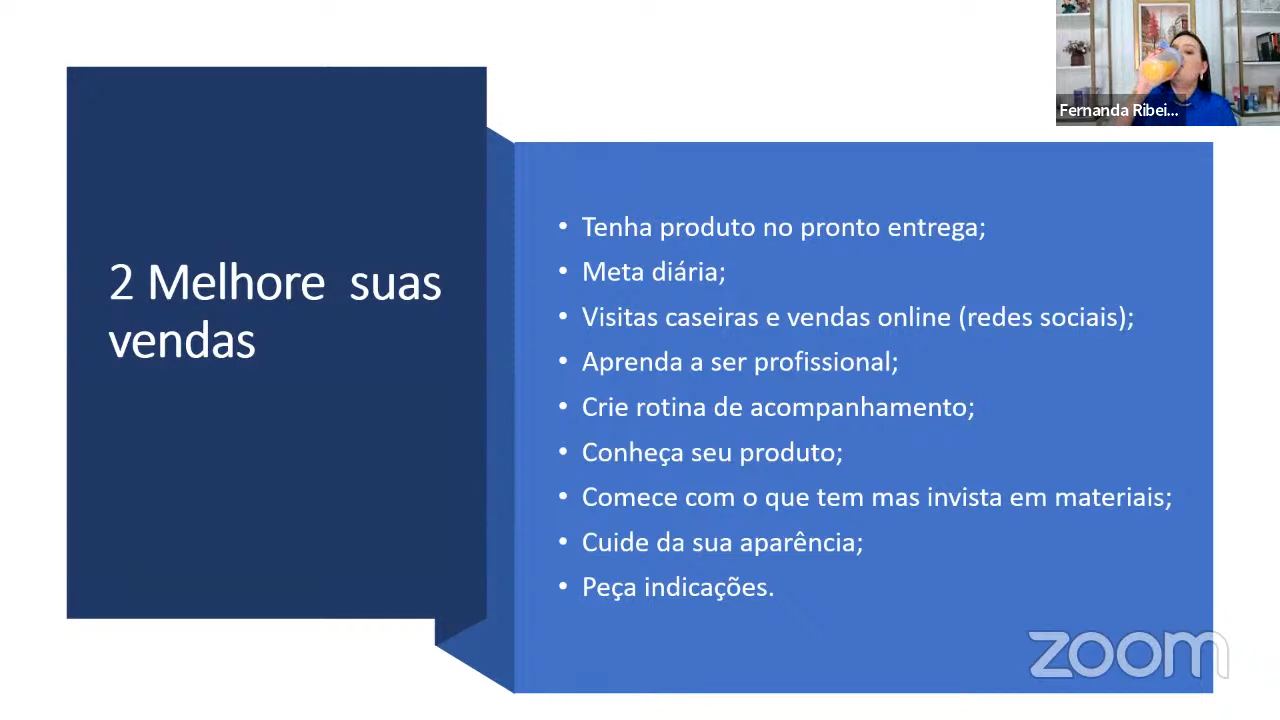 Fernanda Ribei...
2 Melhore suas
vendas
• Tenha produto no pronto entrega;
• Meta diária;
• Visitas caseiras e vendas online (redes sociais);
• Aprenda a ser profissional;
• Crie rotina de acompanhamento;
• Conheça seu produto;
• Comece com o que tem mas invista em materiais;
• Cuide da sua aparência;
• Peça indicações.
zoom